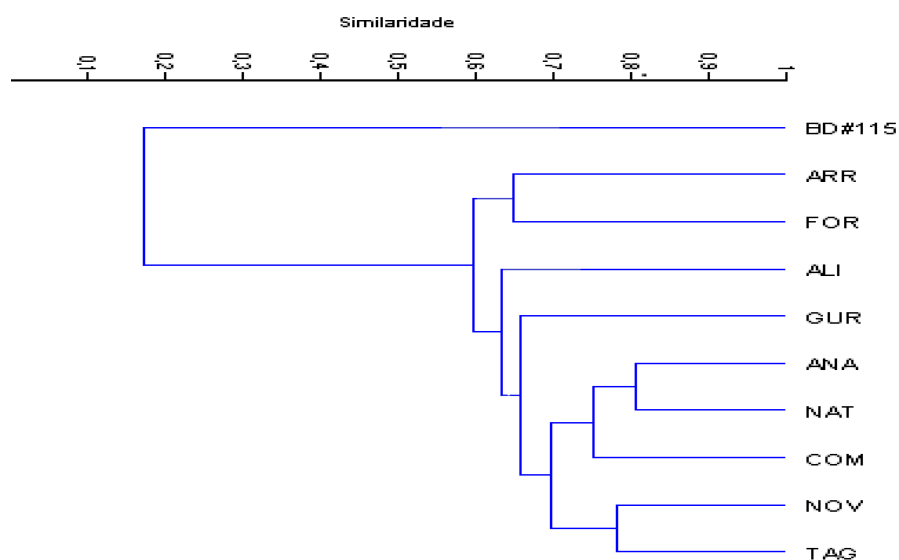 Similaridade
0,1 0,2 0,3 0,4 0,5 0,6 0,7 0,8 0,9 1
BD#115
ARR
FOR
ALI
GUR
ANA
NAT
COM
NOV
TAG